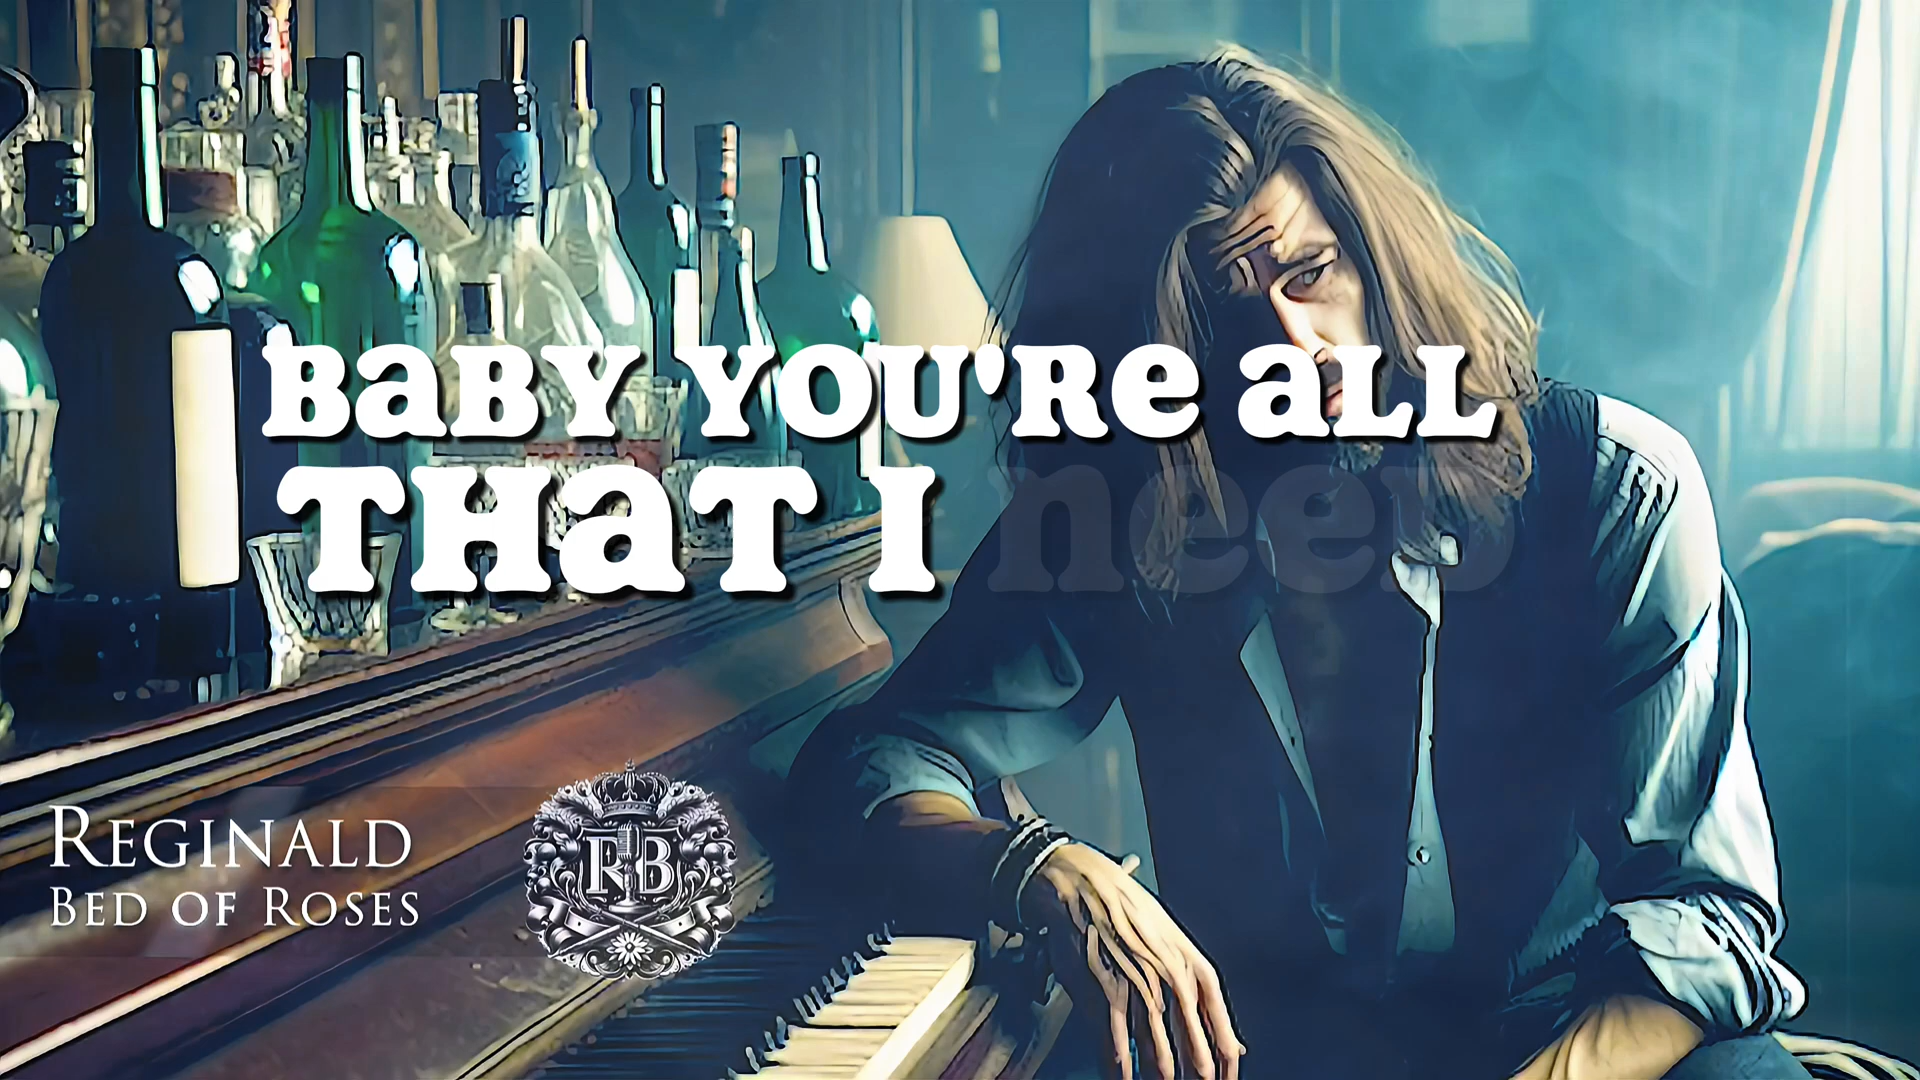 BaBY YOU'Re aLL
THaT I neeD
REGINALD
BED OF ROSES
RB